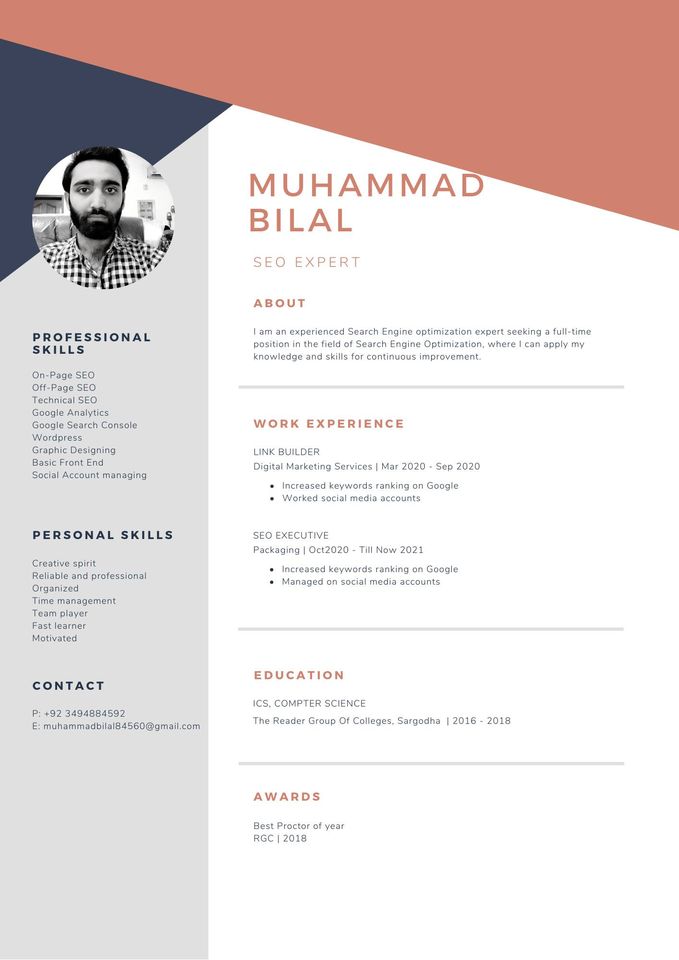 MUHAMMAD
BILAL
SEO EXPERT
ABOUT
I am an experienced Search Engine optimization expert seeking a full-time
position in the field of Search Engine Optimization, where I can apply my
knowledge and skills for continuous improvement.
WORK EXPERIENCE
LINK BUILDER
Digital Marketing Services | Mar 2020 - Sep 2020
• Increased keywords ranking on Google
• Worked social media accounts
SEO EXECUTIVE
Packaging | Oct2020 - Till Now 2021
• Increased keywords ranking on Google
• Managed on social media accounts
EDUCATION
ICS, COMPTER SCIENCE
The Reader Group Of Colleges, Sargodha | 2016 - 2018
AWARDS
Best Proctor of year
RGC | 2018
PROFESSIONAL
SKILLS
On-Page SEO
Off-Page SEO
Technical SEO
Google Analytics
Google Search Console
Wordpress
Graphic Designing
Basic Front End
Social Account managing
PERSONAL SKILLS
Creative spirit
Reliable and professional
Organized
Time management
Team player
Fast learner
Motivated
CONTACT
P: +92 3494884592
E: muhammadbilal84560@gmail.com